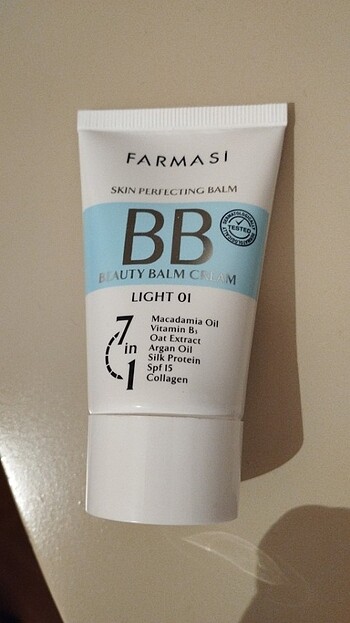 FARMASI
SKIN PERFECTING BALM
BB
TESTED
BEAUTY BALM CREAM
LIGHT 01
7 in 1
Macadamia Oil
Vitamin B₃
Oat Extract
Argan Oil
Silk Protein
Spf 15
Collagen